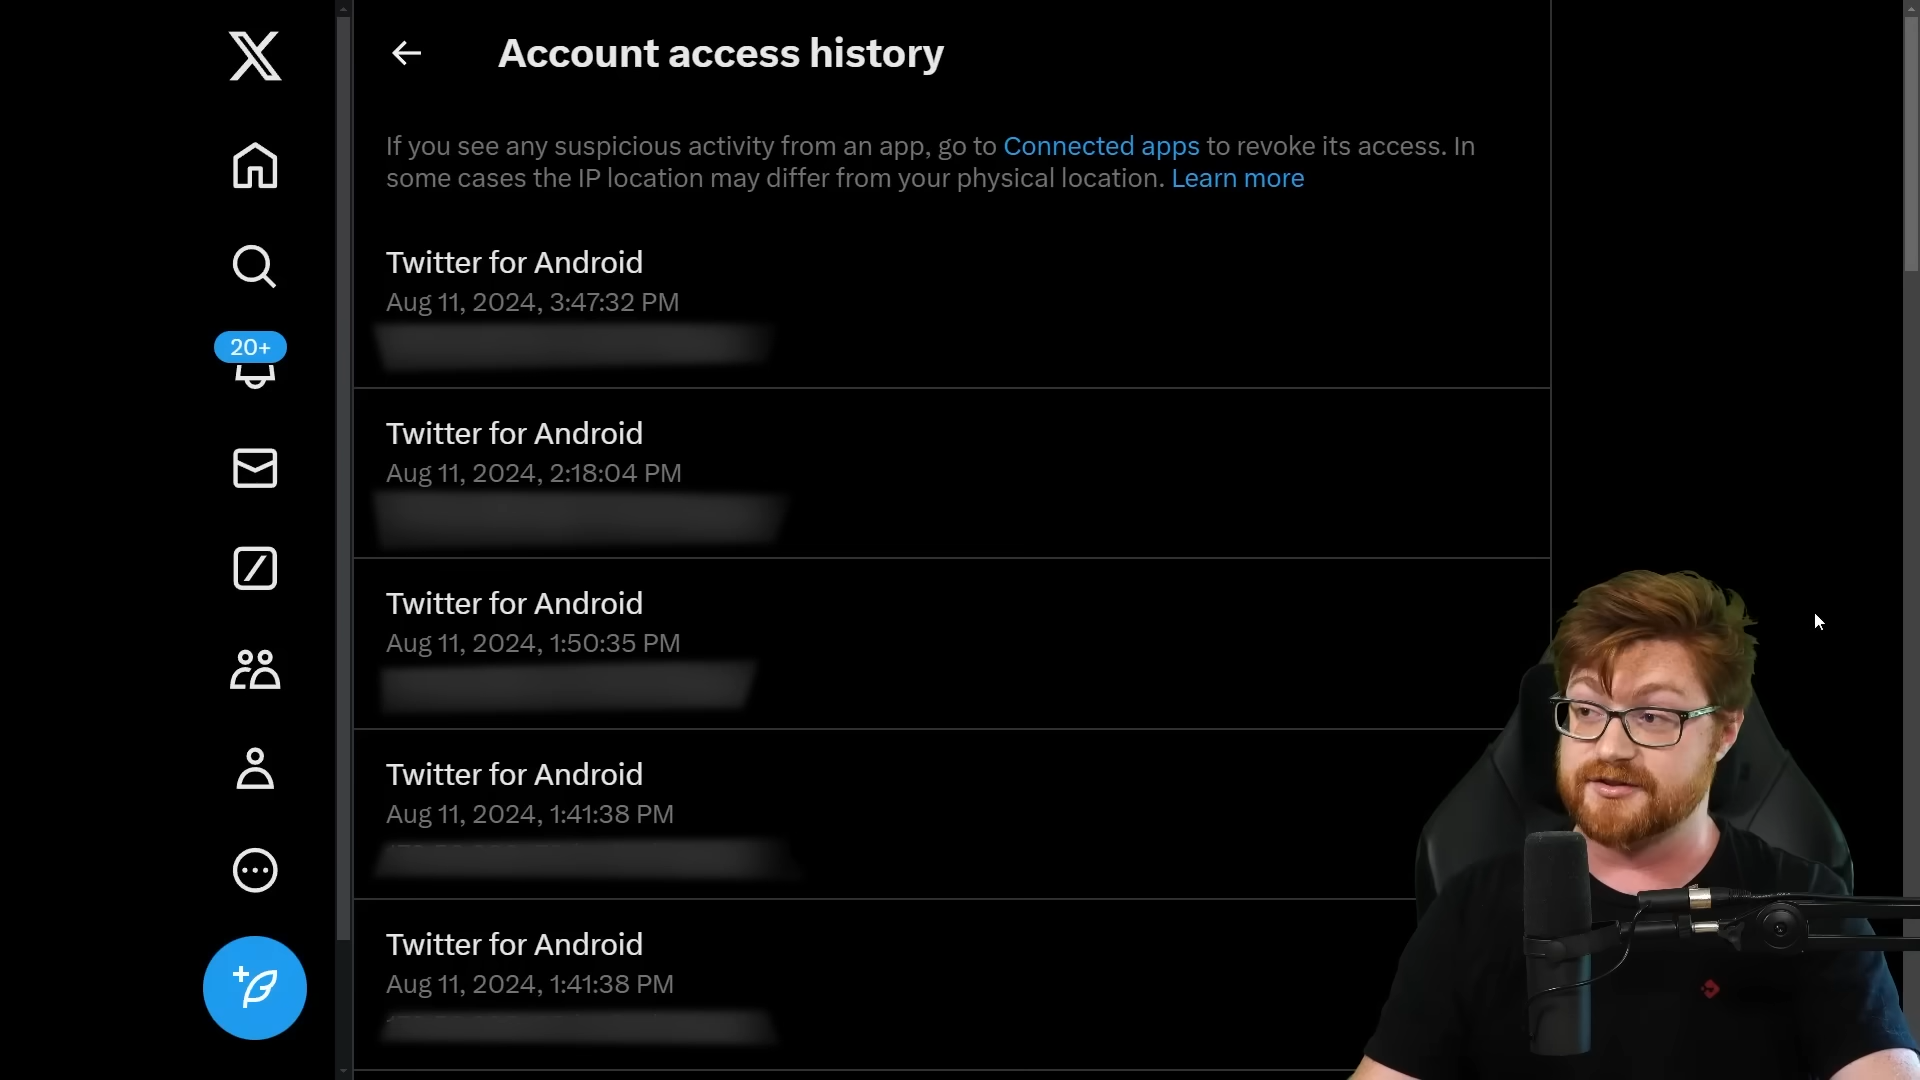 Account access history
If you see any suspicious activity from an app, go to Connected apps to revoke its access. In
some cases the IP location may differ from your physical location. Learn more
Twitter for Android
Aug 11, 2024, 3:47:32 PM
20+
Twitter for Android
Aug 11, 2024, 2:18:04 PM
Twitter for Android
Aug 11, 2024, 1:50:35 PM
Twitter for Android
Aug 11, 2024, 1:41:38 PM
Twitter for Android
Aug 11, 2024, 1:41:38 PM